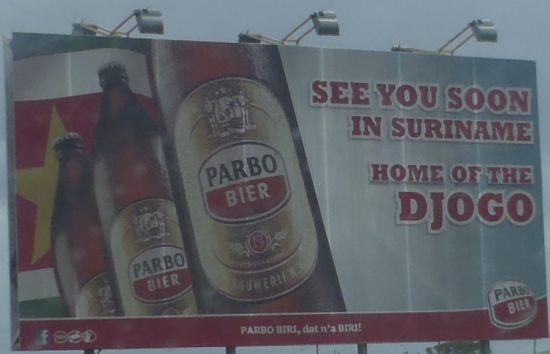 SEE YOU SOON
IN SURINAME
HOME OF THE
DJOGO
PARBO
BIER
PARBO
BIER
PARBO
BIER
PARBO BIRI, dat n'a BIRI!
f
18+